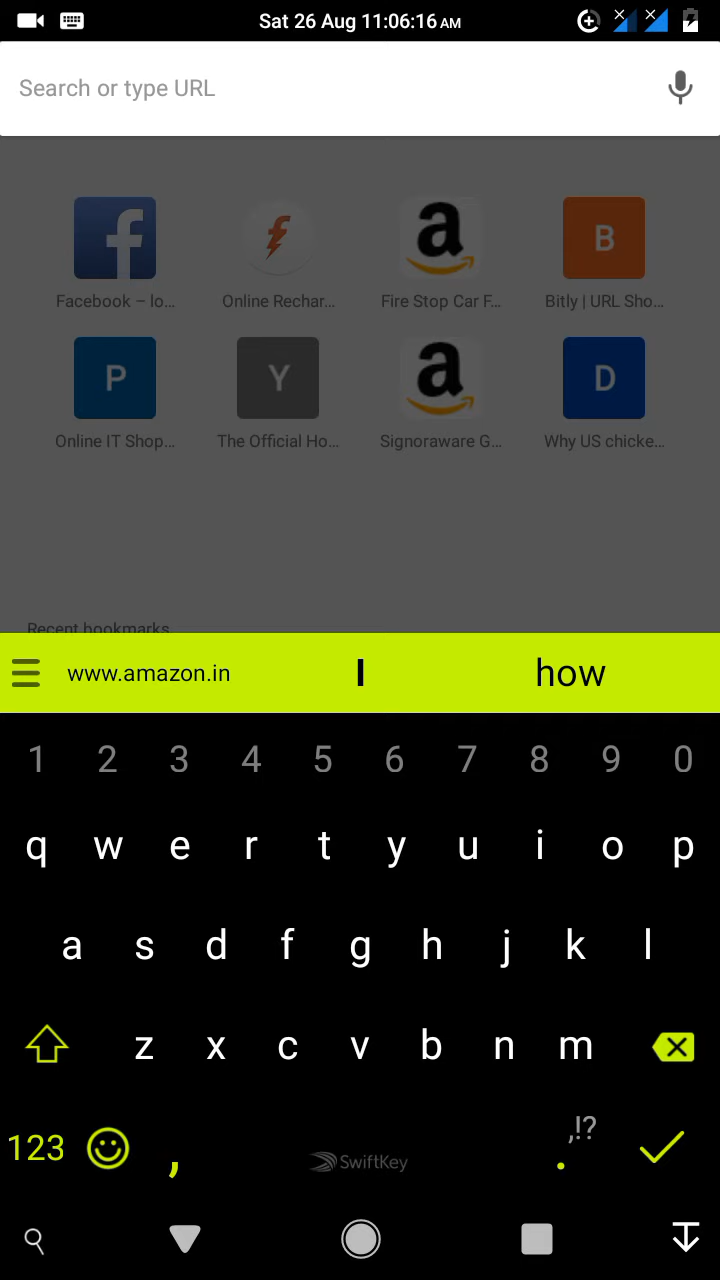 Sat 26 Aug 11:06:16 AM
Search or type URL
Facebook – lo... Online Rechar... Fire Stop Car F... Bitly | URL Sho...
B
P Y D
Online IT Shop... The Official Ho... Signoraware G... Why US chicke...
Recent bookmarks
www.amazon.in I how
1 2 3 4 5 6 7 8 9 0
q w e r t y u i o p
a s d f g h j k l
z x c v b n m
123 , SwiftKey . ,!?